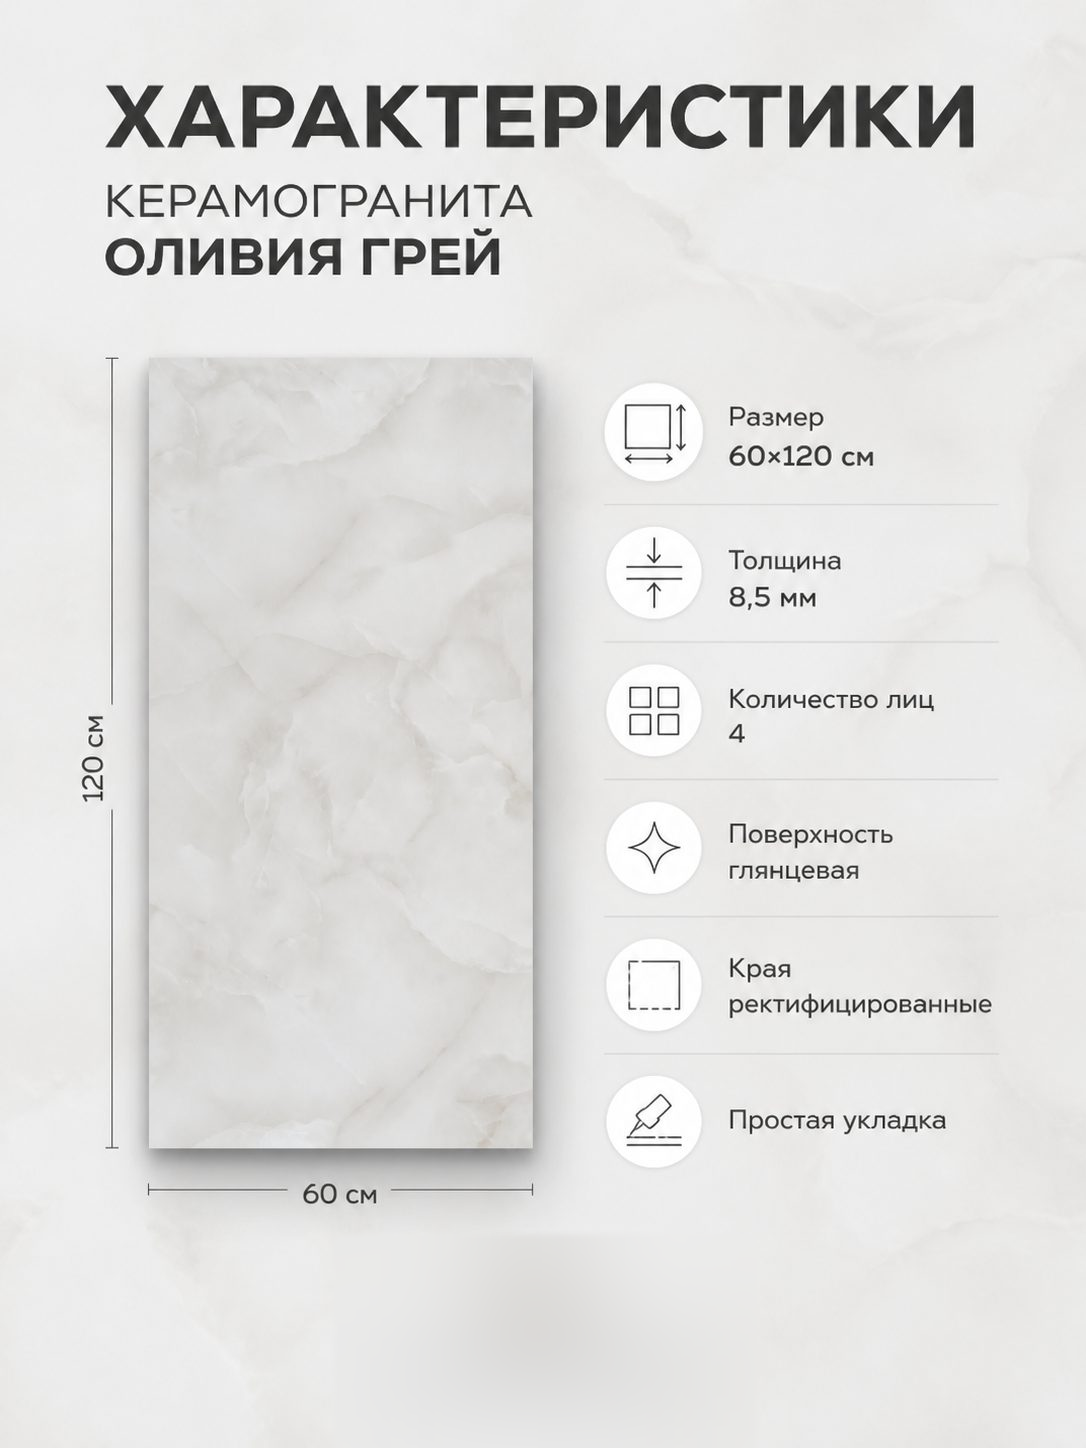 ХАРАКТЕРИСТИКИ
КЕРАМОГРАНИТА
ОЛИВИЯ ГРЕЙ
120 см
60 см
Размер
60×120 см
Толщина
8,5 мм
Количество лиц
4
Поверхность
глянцевая
Края
ректифицированные
Простая укладка